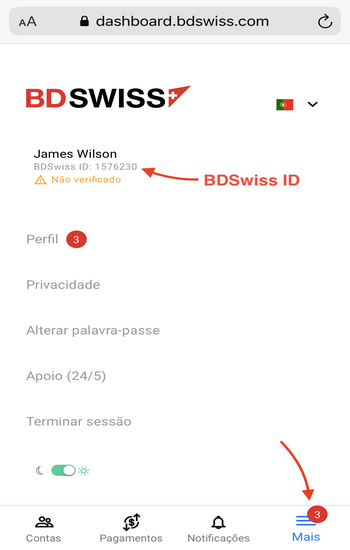 AA dashboard.bdswiss.com
BDSWISS
James Wilson
BDSwiss ID: 1576230
Não verificado
BDSwiss ID
Perfil 3
Privacidade
Alterar palavra-passe
Apoio (24/5)
Terminar sessão
3
Contas Pagamentos Notificações Mais